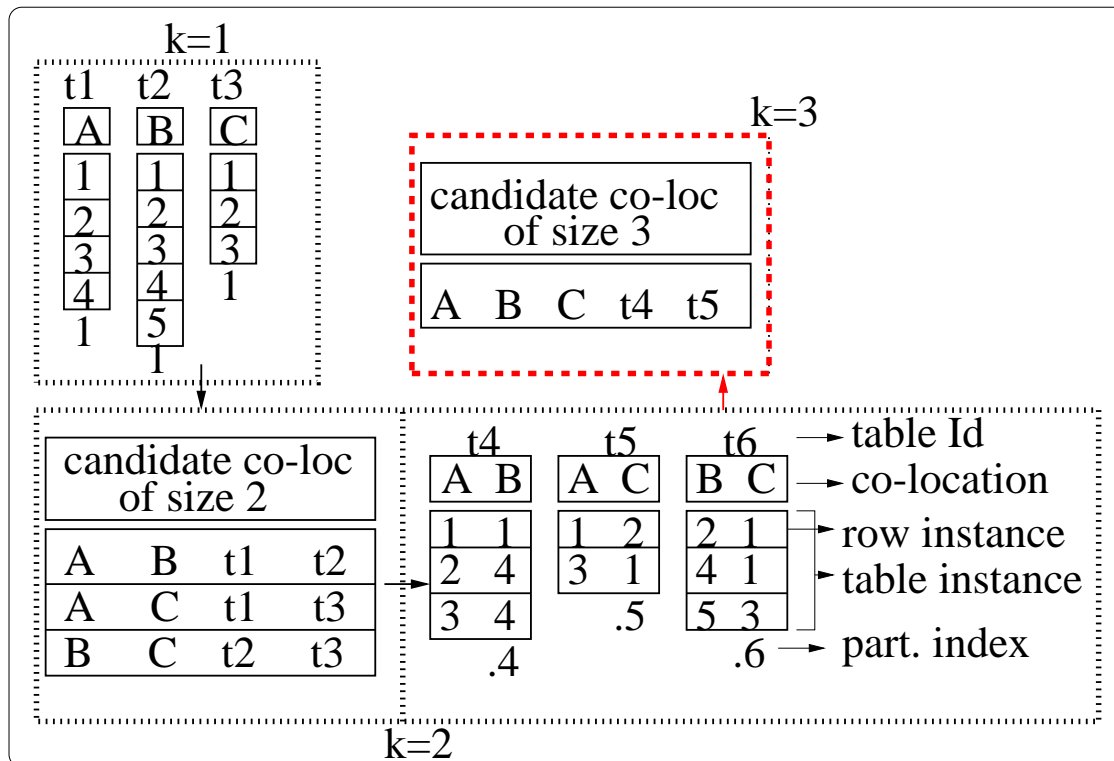 k=1
t1 t2 t3
A B C
1 1 1
2 2 2
3 3 3
4 4 1
1 5
1
k=3
candidate co-loc
of size 3
A B C t4 t5
candidate co-loc
of size 2
A B t1 t2
A C t1 t3
B C t2 t3
t4 t5 t6 table Id
A B A C B C co-location
1 1 1 2 2 1 row instance
2 4 3 1 4 1 table instance
3 4 .5 5 3
.4 .6 part. index
k=2